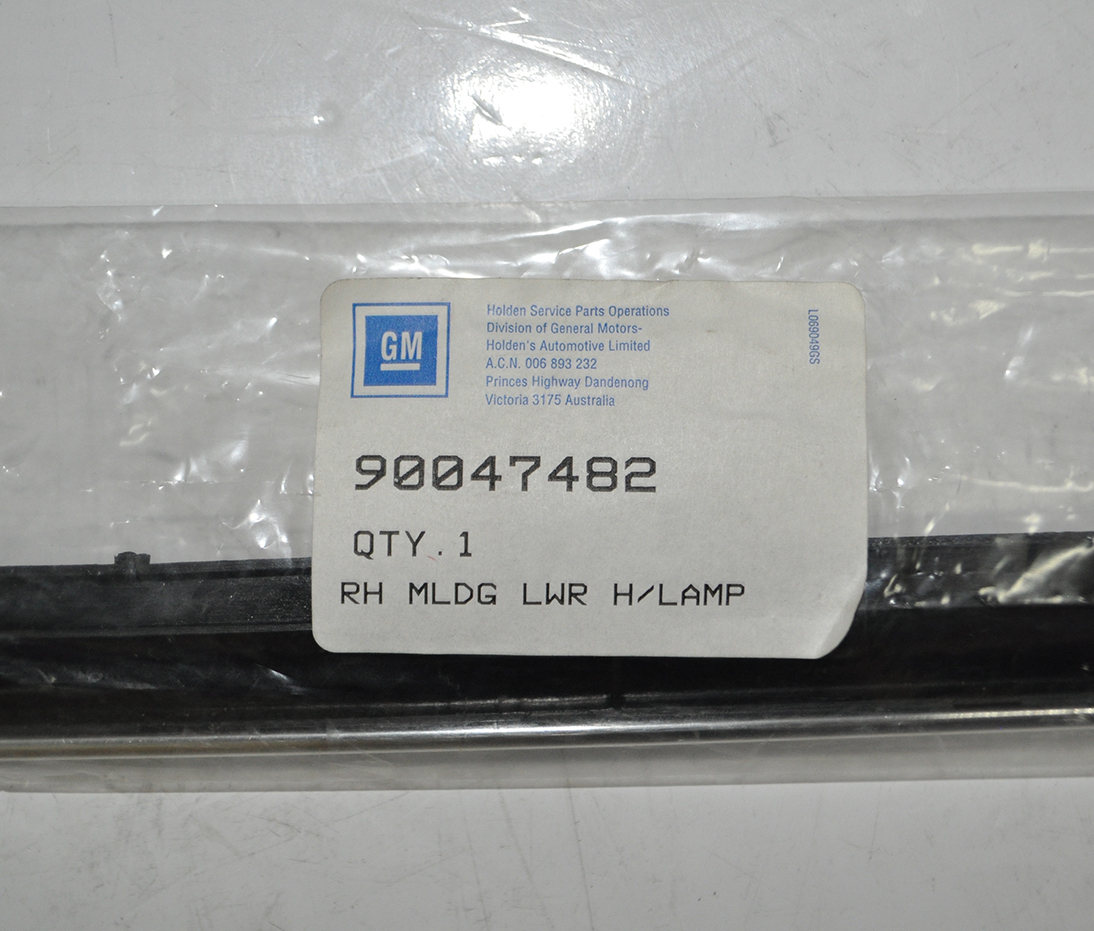 GM
Holden Service Parts Operations
Division of General Motors-
Holden's Automotive Limited
A.C.N. 006 893 232
Princes Highway Dandenong
Victoria 3175 Australia
L069049GS
90047482
QTY.1
RH MLDG LWR H/LAMP